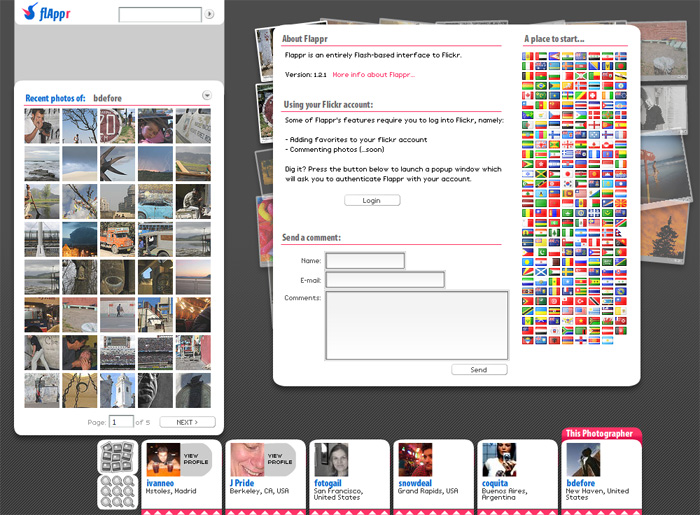 flAppr
Recent photos of: bdefore
Page: 1 of 5 NEXT >
About Flappr
Flappr is an entirely Flash-based interface to Flickr.
Version: 1.2.1 More info about Flappr...
Using your Flickr account:
Some of Flappr's features require you to log into Flickr, namely:
- Adding favorites to your flickr account
- Commenting photos (...soon)
Dig it? Press the button below to launch a popup window which
will ask you to authenticate Flappr with your account.
Login
Send a comment:
Name:
E-mail:
Comments:
Send
A place to start...
VIEW
PROFILE
ivanneo
Mstoles, Madrid
VIEW
PROFILE
J Pride
Berkeley, CA, USA
fotogail
San Francisco,
United States
snowdeal
Grand Rapids, USA
coquita
Buenos Aires,
Argentina
This Photographer
bdefore
New Haven, United
States